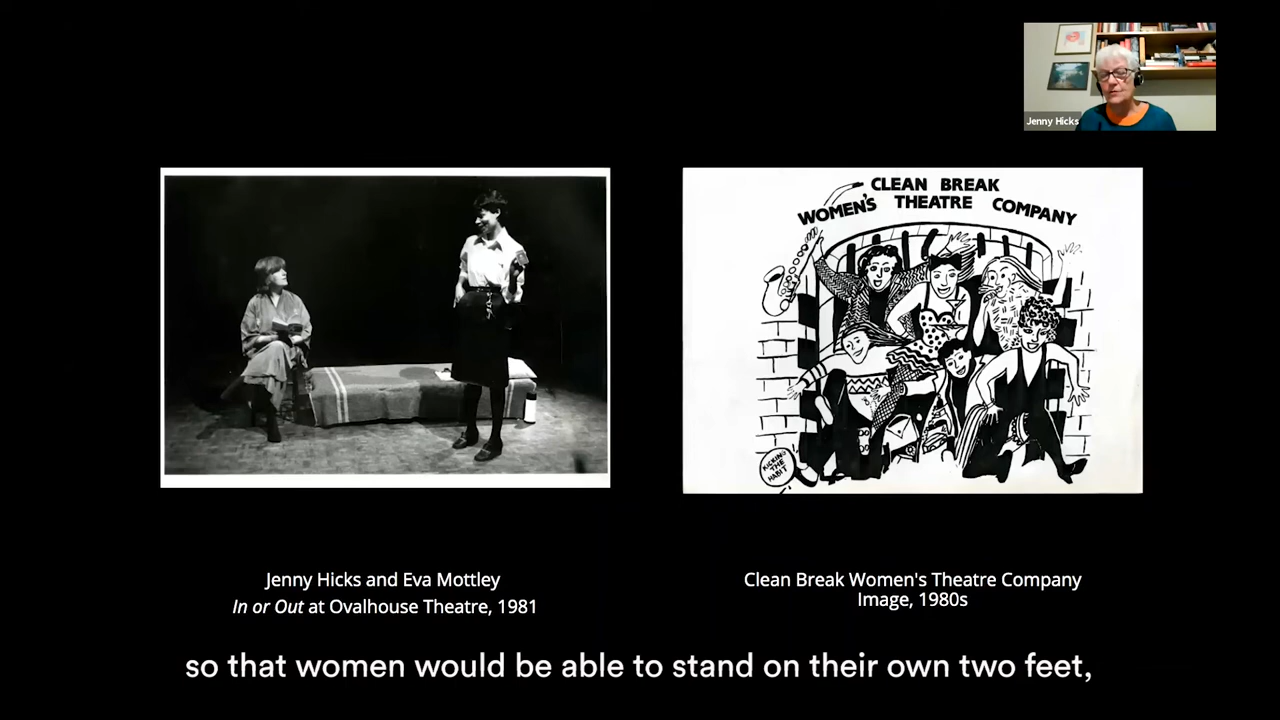 Jenny Hicks
CLEAN BREAK
WOMEN'S THEATRE COMPANY
KICKING
THE
HABIT
Jenny Hicks and Eva Mottley
In or Out at Ovalhouse Theatre, 1981
Clean Break Women's Theatre Company
Image, 1980s
so that women would be able to stand on their own two feet,